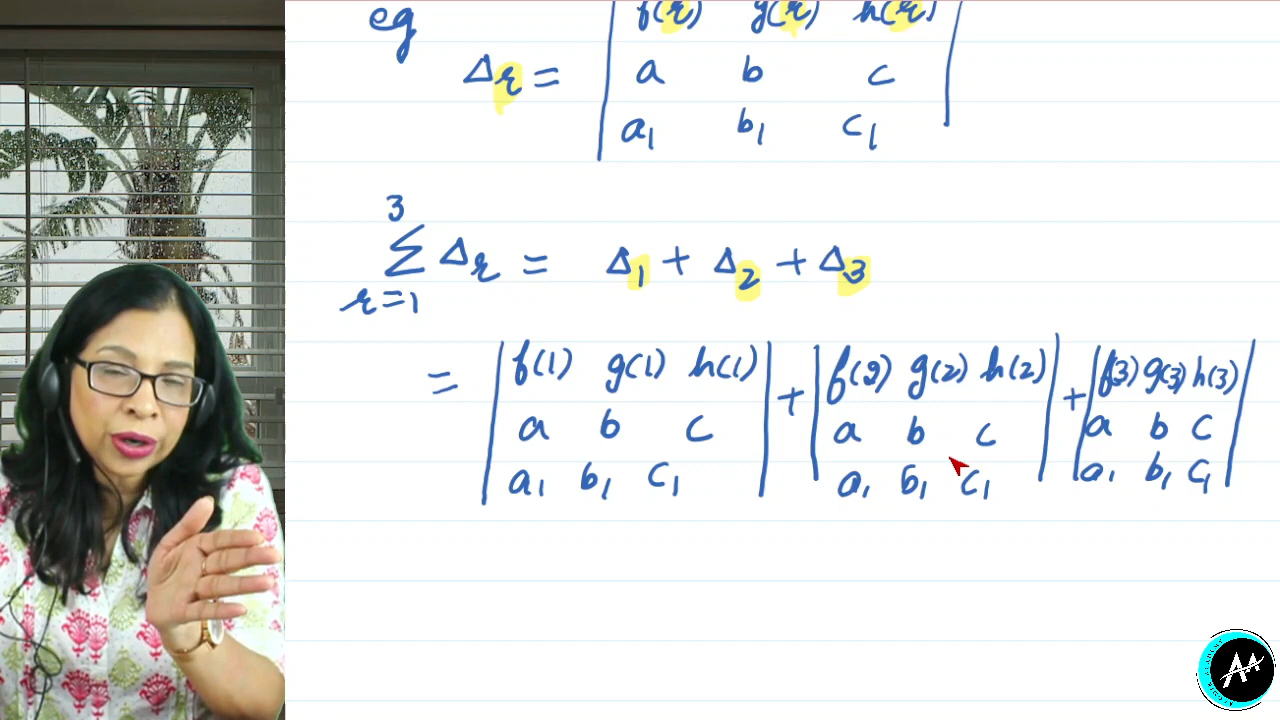 eg
f(r) g(r) h(r)
Δr = | a b c |
a₁ b₁ c₁
3
∑ Δr = Δ₁ + Δ₂ + Δ₃
r=1
= | f(1) g(1) h(1) | + | f(2) g(2) h(2) | + | f(3) g(3) h(3) |
a b c a b c a b c
a₁ b₁ c₁ a₁ b₁ c₁ a₁ b₁ c₁